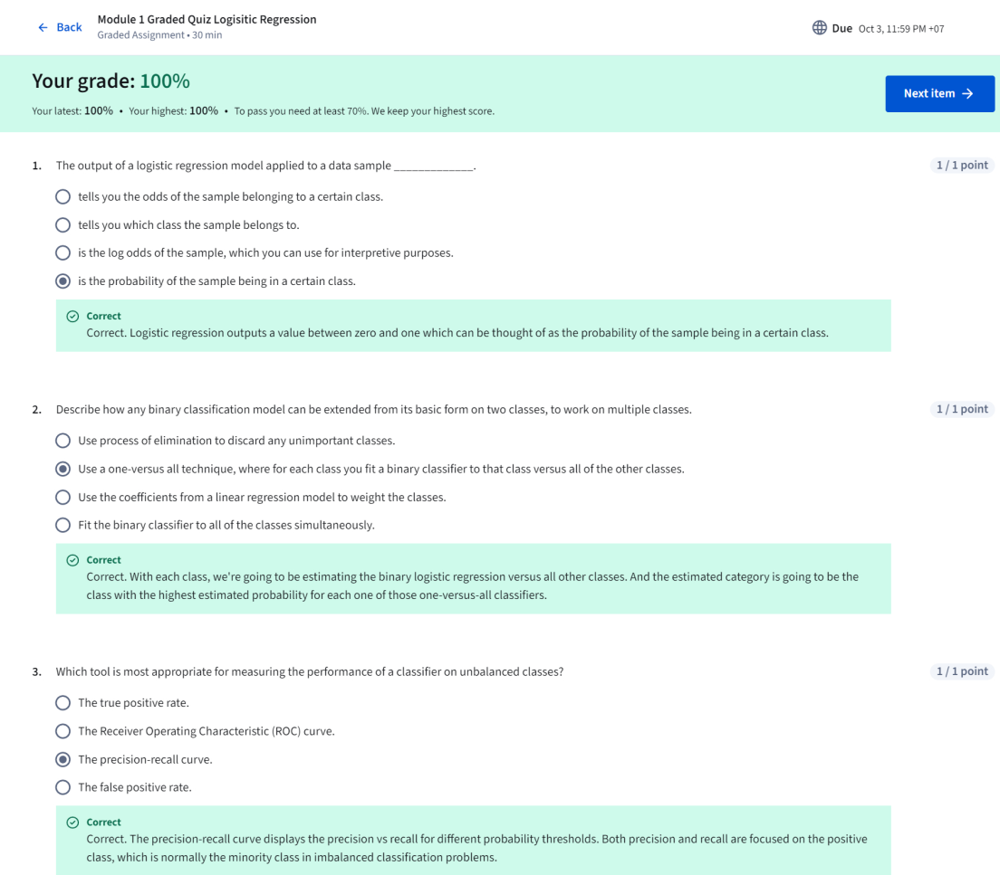 ← Back
Module 1 Graded Quiz Logisitic Regression
Graded Assignment • 30 min
Due Oct 3, 11:59 PM +07
Your grade: 100%
Your latest: 100% • Your highest: 100% • To pass you need at least 70%. We keep your highest score.
Next item →
1. The output of a logistic regression model applied to a data sample _____________.
1 / 1 point
tells you the odds of the sample belonging to a certain class.
tells you which class the sample belongs to.
is the log odds of the sample, which you can use for interpretive purposes.
is the probability of the sample being in a certain class.
Correct
Correct. Logistic regression outputs a value between zero and one which can be thought of as the probability of the sample being in a certain class.
2. Describe how any binary classification model can be extended from its basic form on two classes, to work on multiple classes.
1 / 1 point
Use process of elimination to discard any unimportant classes.
Use a one-versus all technique, where for each class you fit a binary classifier to that class versus all of the other classes.
Use the coefficients from a linear regression model to weight the classes.
Fit the binary classifier to all of the classes simultaneously.
Correct
Correct. With each class, we're going to be estimating the binary logistic regression versus all other classes. And the estimated category is going to be the
class with the highest estimated probability for each one of those one-versus-all classifiers.
3. Which tool is most appropriate for measuring the performance of a classifier on unbalanced classes?
1 / 1 point
The true positive rate.
The Receiver Operating Characteristic (ROC) curve.
The precision-recall curve.
The false positive rate.
Correct
Correct. The precision-recall curve displays the precision vs recall for different probability thresholds. Both precision and recall are focused on the positive
class, which is normally the minority class in imbalanced classification problems.